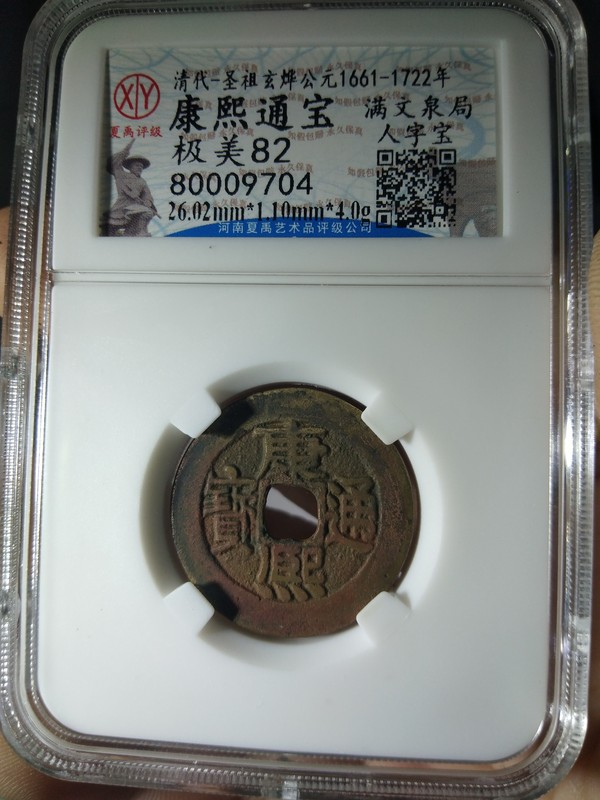 清代-圣祖玄烨公元1661-1722年
XY
夏禹评级
康熙通宝
满文泉局
人字宝
极美82
80009704
26.02mm*1.10mm*4.0g
河南夏禹艺术品评级公司
康熙通寶